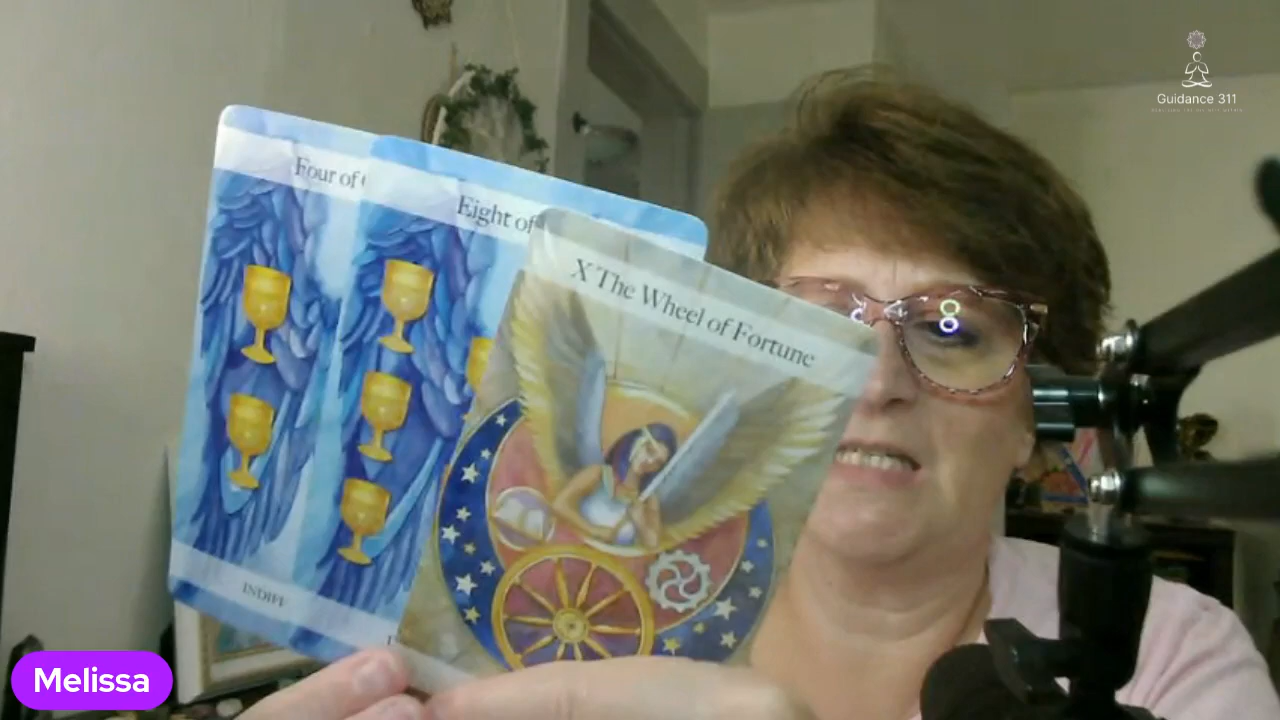 Guidance 311
Four of
Eight of
X The Wheel of Fortune
INDIFF
Melissa